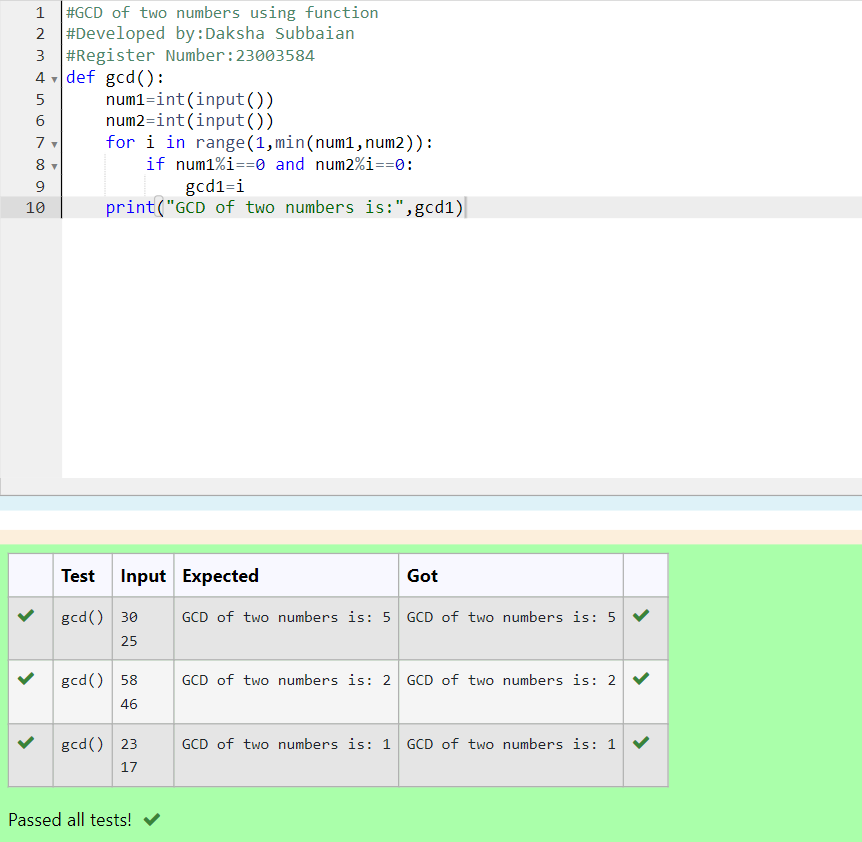 1 #GCD of two numbers using function
2 #Developed by:Daksha Subbaian
3 #Register Number:23003584
4 def gcd():
5     num1=int(input())
6     num2=int(input())
7     for i in range(1,min(num1,num2)):
8         if num1%i==0 and num2%i==0:
9             gcd1=i
10     print("GCD of two numbers is:",gcd1)
Test Input Expected Got
gcd() 30 GCD of two numbers is: 5 GCD of two numbers is: 5
25
gcd() 58 GCD of two numbers is: 2 GCD of two numbers is: 2
46
gcd() 23 GCD of two numbers is: 1 GCD of two numbers is: 1
17
Passed all tests!